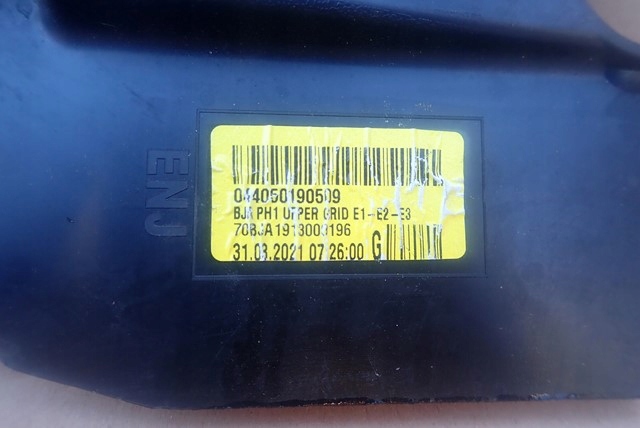 044050190509
BJA PH1 UPPER GRID E1-E2-E3
70BJA1913003196
31.03.2021 07:26:00 G
ENJ